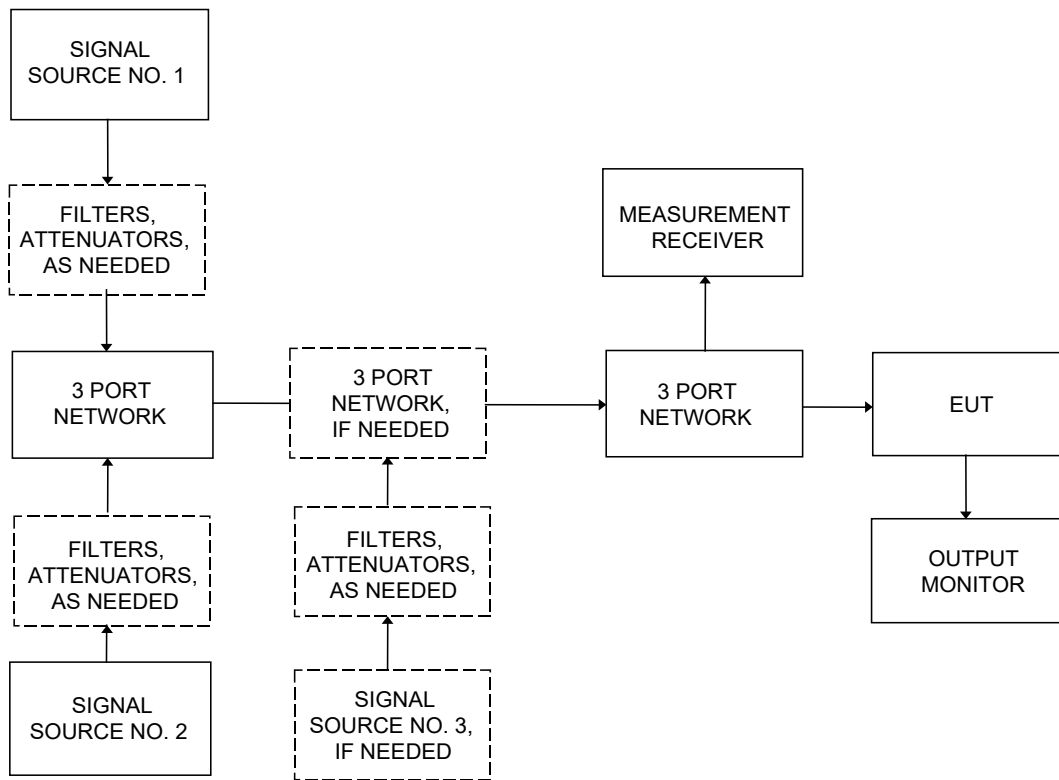 SIGNAL
SOURCE NO. 1
FILTERS,
ATTENUATORS,
AS NEEDED
MEASUREMENT
RECEIVER
3 PORT
NETWORK
3 PORT
NETWORK,
IF NEEDED
3 PORT
NETWORK
EUT
FILTERS,
ATTENUATORS,
AS NEEDED
FILTERS,
ATTENUATORS,
AS NEEDED
OUTPUT
MONITOR
SIGNAL
SOURCE NO. 2
SIGNAL
SOURCE NO. 3,
IF NEEDED